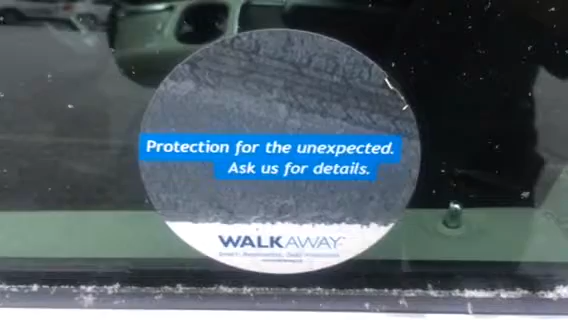 Protection for the unexpected.
Ask us for details.
WALKAWAY